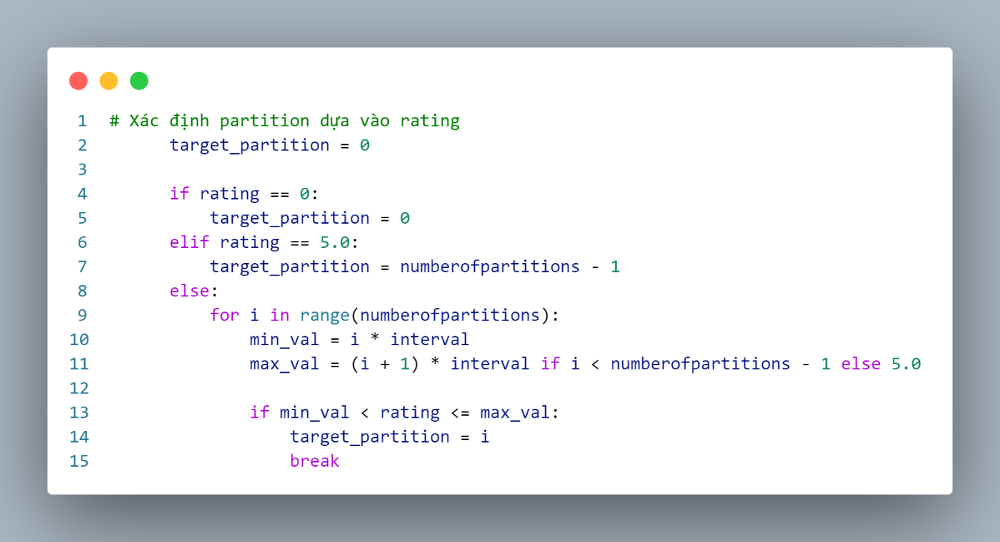 1 # Xác định partition dựa vào rating
2       target_partition = 0
3
4       if rating == 0:
5           target_partition = 0
6       elif rating == 5.0:
7           target_partition = numberofpartitions - 1
8       else:
9           for i in range(numberofpartitions):
10              min_val = i * interval
11              max_val = (i + 1) * interval if i < numberofpartitions - 1 else 5.0
12
13              if min_val < rating <= max_val:
14                  target_partition = i
15                  break